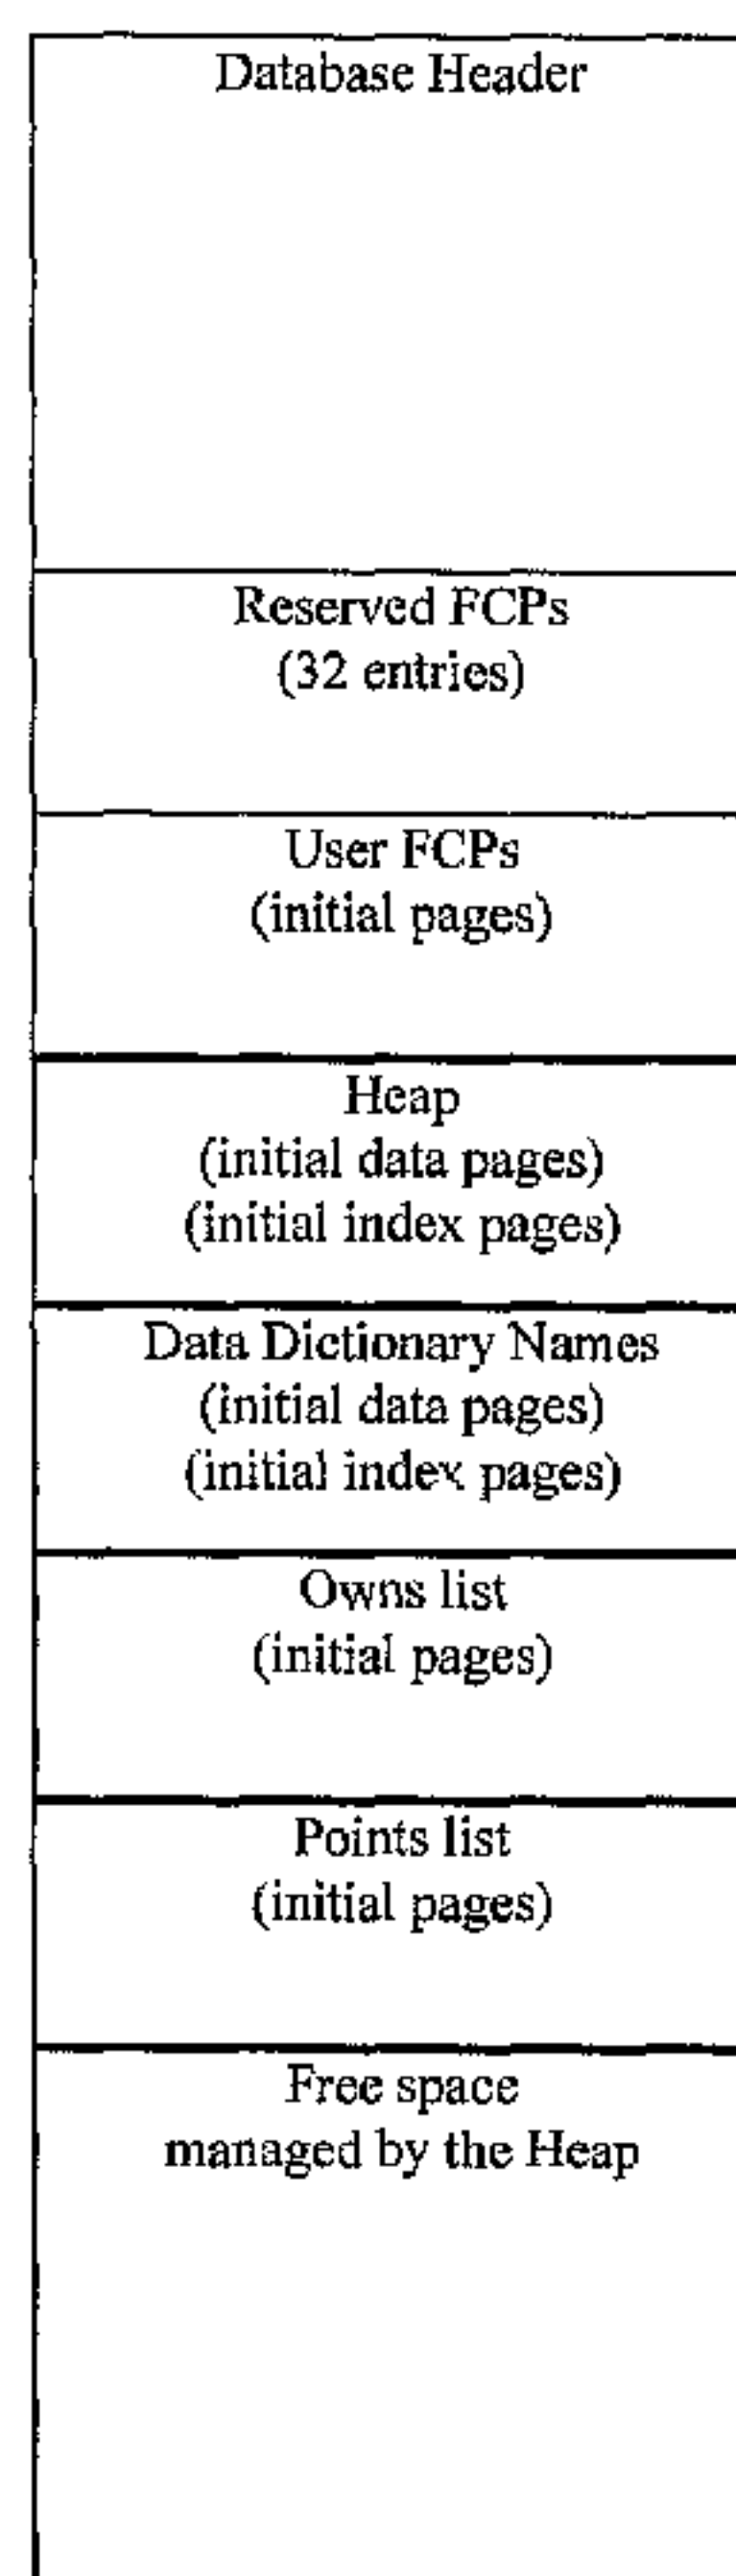 Database Header
Reserved FCPs
(32 entries)
User FCPs
(initial pages)
Heap
(initial data pages)
(initial index pages)
Data Dictionary Names
(initial data pages)
(initial index pages)
Owns list
(initial pages)
Points list
(initial pages)
Free space
managed by the Heap